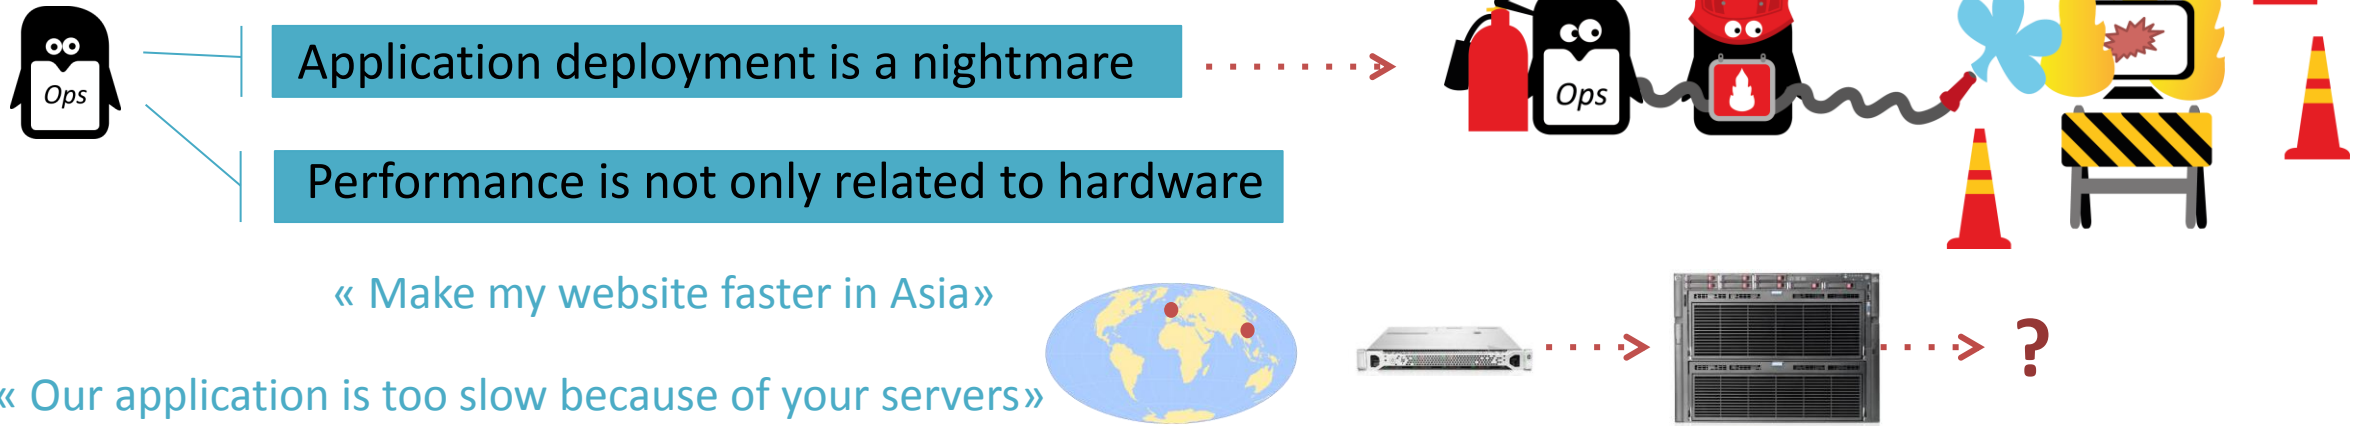 Ops
Application deployment is a nightmare
Ops
Performance is not only related to hardware
« Make my website faster in Asia»
?
« Our application is too slow because of your servers»